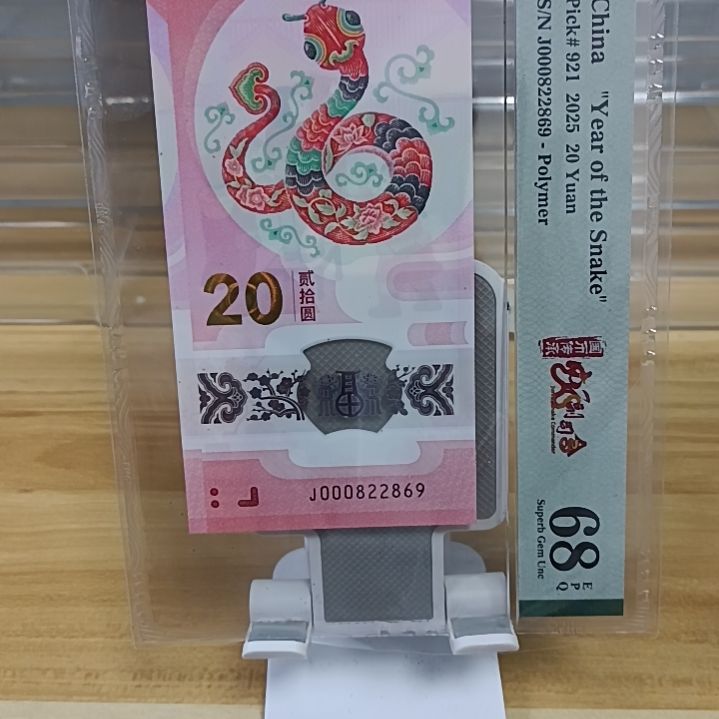 20
贰拾圆
J000822869
China "Year of the Snake"
Pick# 921 2025 20 Yuan
S/N J000822869 - Polymer
68 EPQ
Superb Gem Unc